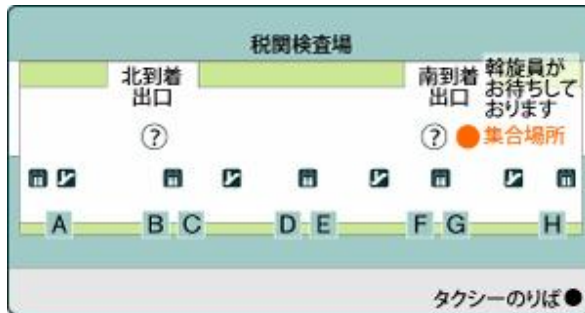 税関検査場
北到着
出口
南到着
出口
斡旋員が
お待ちして
おります
?
?
集合場所
A
B
C
D
E
F
G
H
タクシーのりば